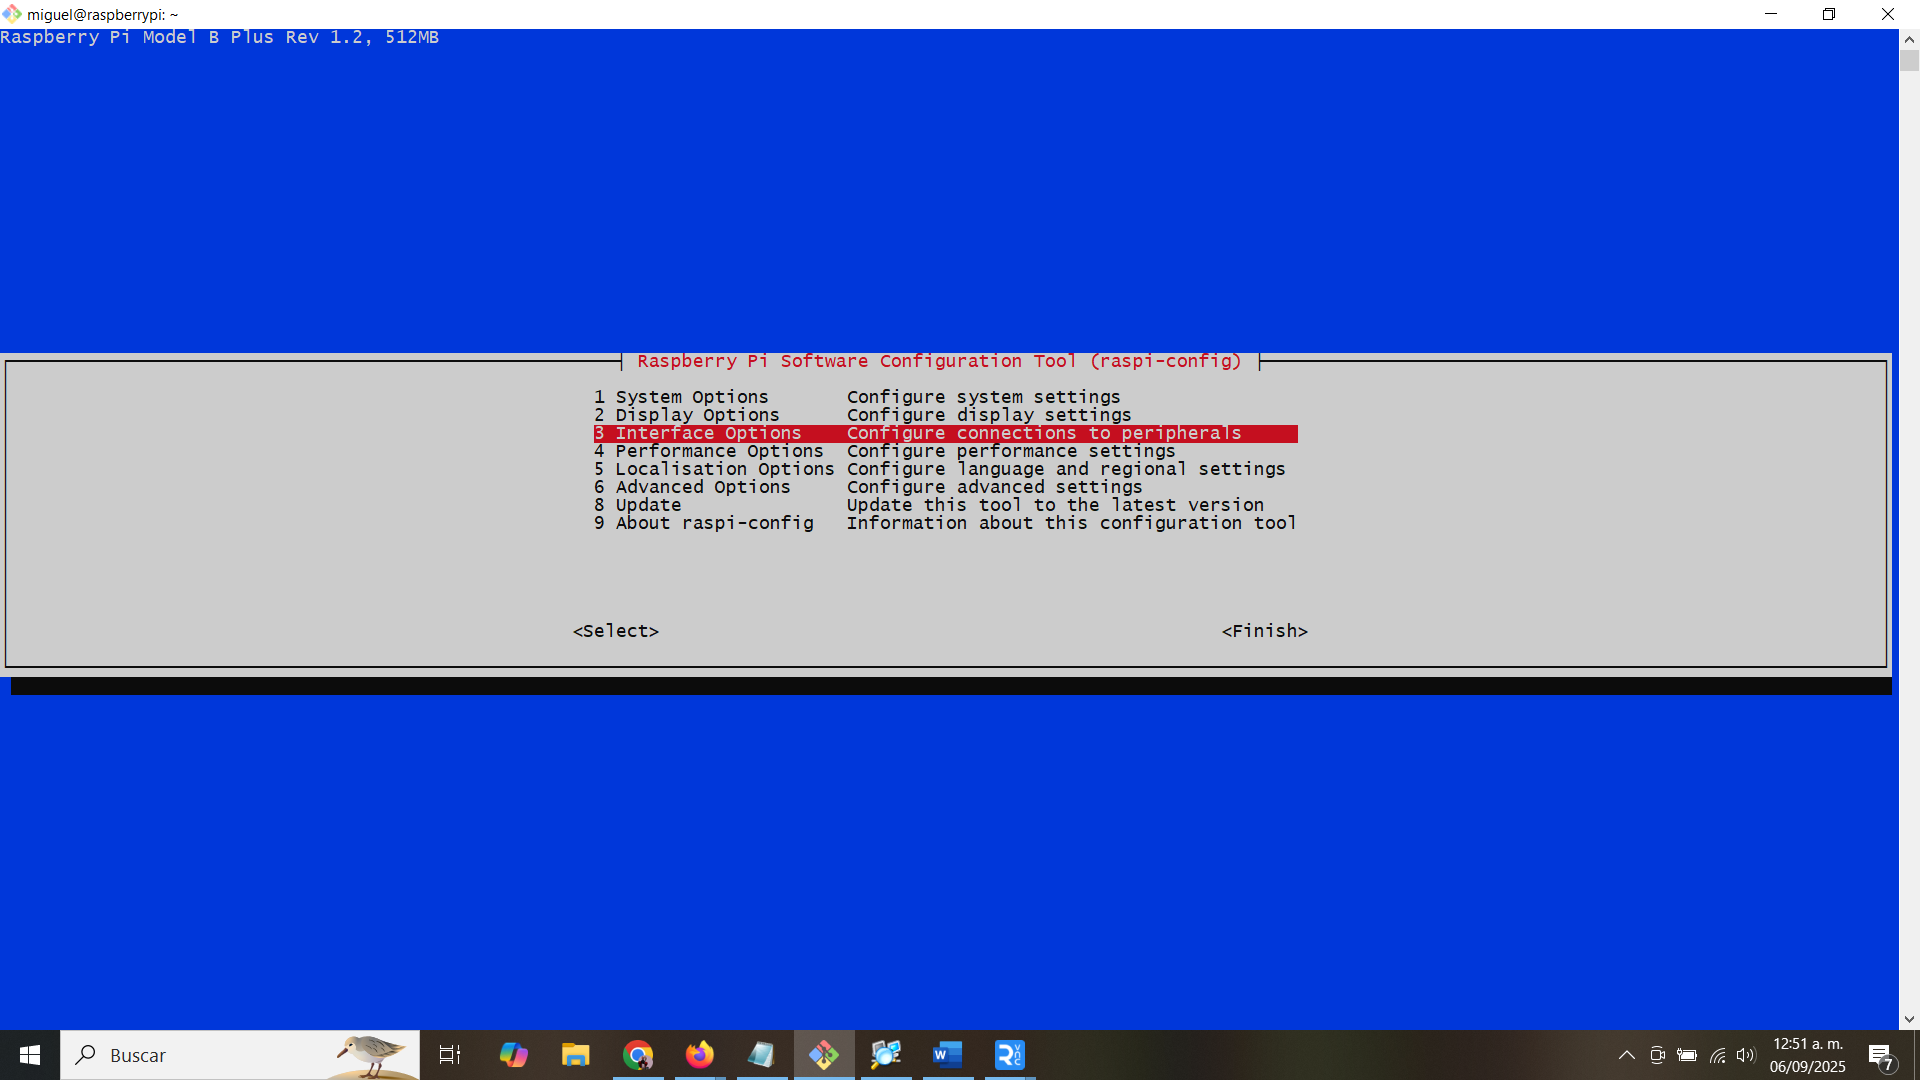 miguel@raspberrypi: ~
Raspberry Pi Model B Plus Rev 1.2, 512MB
Raspberry Pi Software Configuration Tool (raspi-config)
1 System Options Configure system settings
2 Display Options Configure display settings
3 Interface Options Configure connections to peripherals
4 Performance Options Configure performance settings
5 Localisation Options Configure language and regional settings
6 Advanced Options Configure advanced settings
8 Update Update this tool to the latest version
9 About raspi-config Information about this configuration tool
<Select> <Finish>
Buscar
W
R VNC
12:51 a. m.
06/09/2025
7